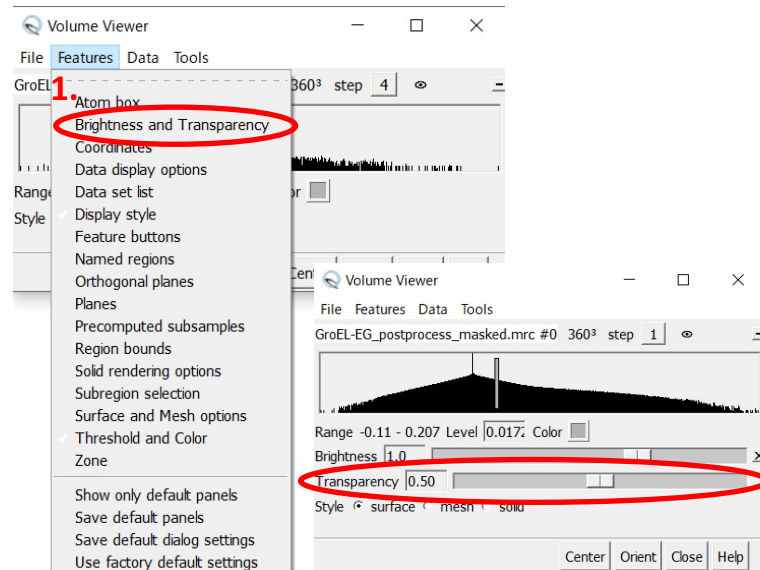 Volume Viewer
File Features Data Tools
GroEL 360³ step 4
1.
Atom box
Brightness and Transparency
Coordinates
Data display options
Range
Data set list
Style
Display style
Feature buttons
Named regions
Orthogonal planes
Planes
Precomputed subsamples
Region bounds
Solid rendering options
Subregion selection
Surface and Mesh options
Threshold and Color
Zone
Show only default panels
Save default panels
Save default dialog settings
Use factory default settings
Volume Viewer
File Features Data Tools
GroEL-EG_postprocess_masked.mrc #0 360³ step 1
Range -0.11 - 0.207 Level 0.0172 Color
Brightness 1.0
Transparency 0.50
Style surface mesh solid
Center Orient Close Help